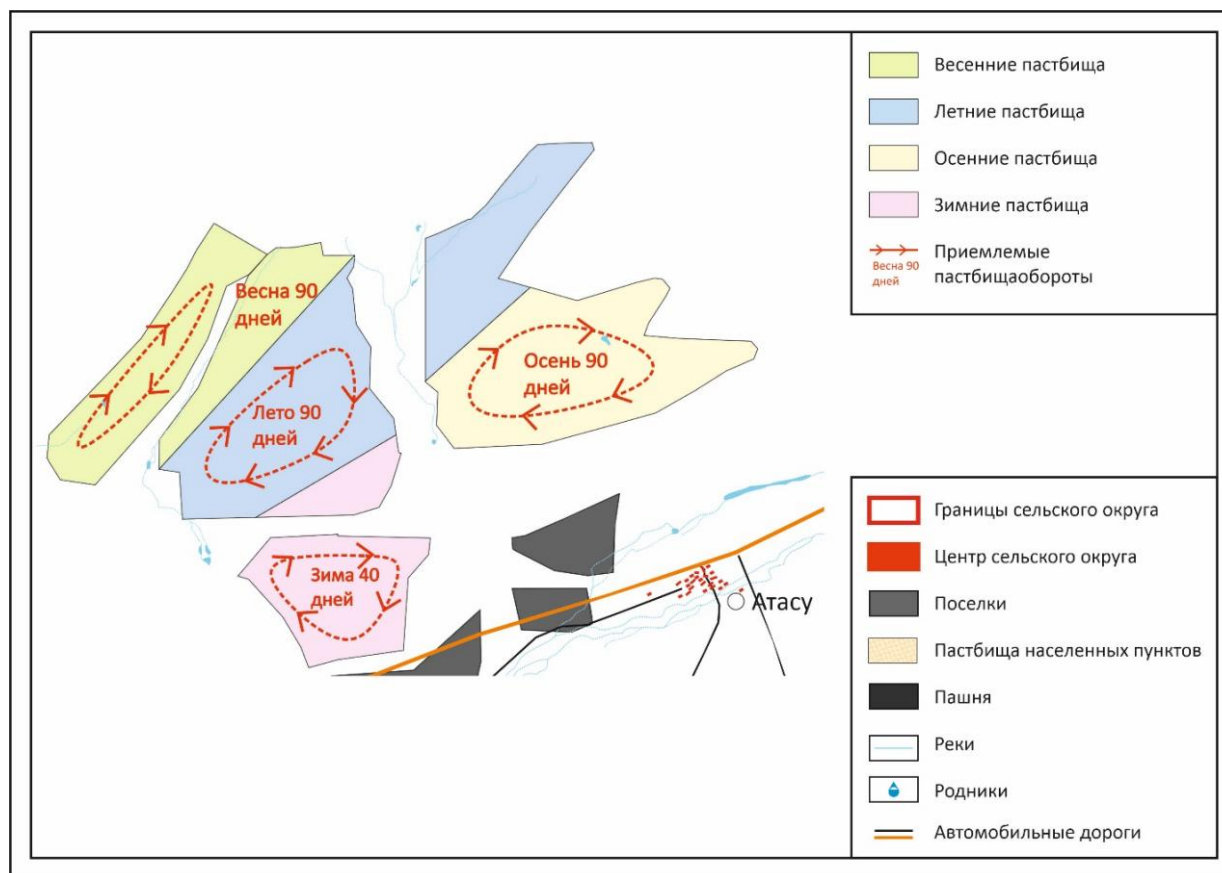 Весенние пастбища
Летние пастбища
Осенние пастбища
Зимние пастбища
Весна 90
дней
Приемлемые
пастбищаобороты
Весна 90
дней
Осень 90
дней
Лето 90
дней
Зима 40
дней
Атасу
Границы сельского округа
Центр сельского округа
Поселки
Пастбища населенных пунктов
Пашня
Реки
Родники
Автомобильные дороги